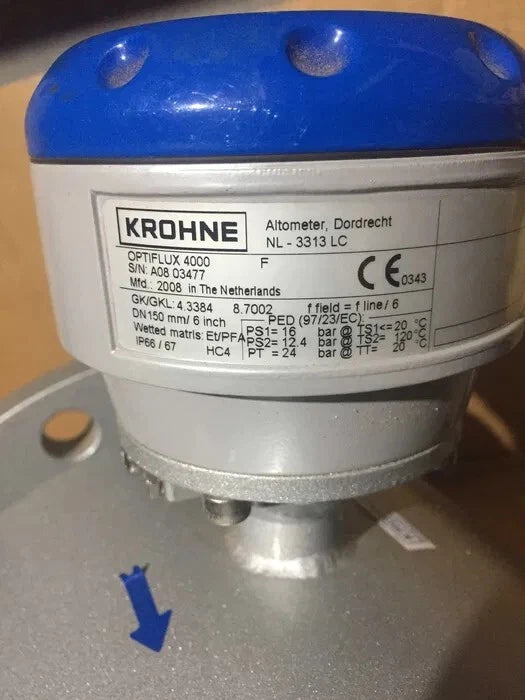 KROHNE
Altometer, Dordrecht
NL - 3313 LC
OPTIFLUX 4000 F
S/N: A08 03477
Mfd.: 2008 in The Netherlands
CE 0343
GK/GKL: 4.3384 8.7002 f field = f line / 6
DN150 mm/ 6 inch PED (97/23/EC):
Wetted matrls: Et/PFA PS1= 16 bar@ TS1<= 20 °C
PS2= 12.4 bar@ TS2= 120 °C
IP66 / 67 HC4 PT = 24 bar@ TT= 20 °C